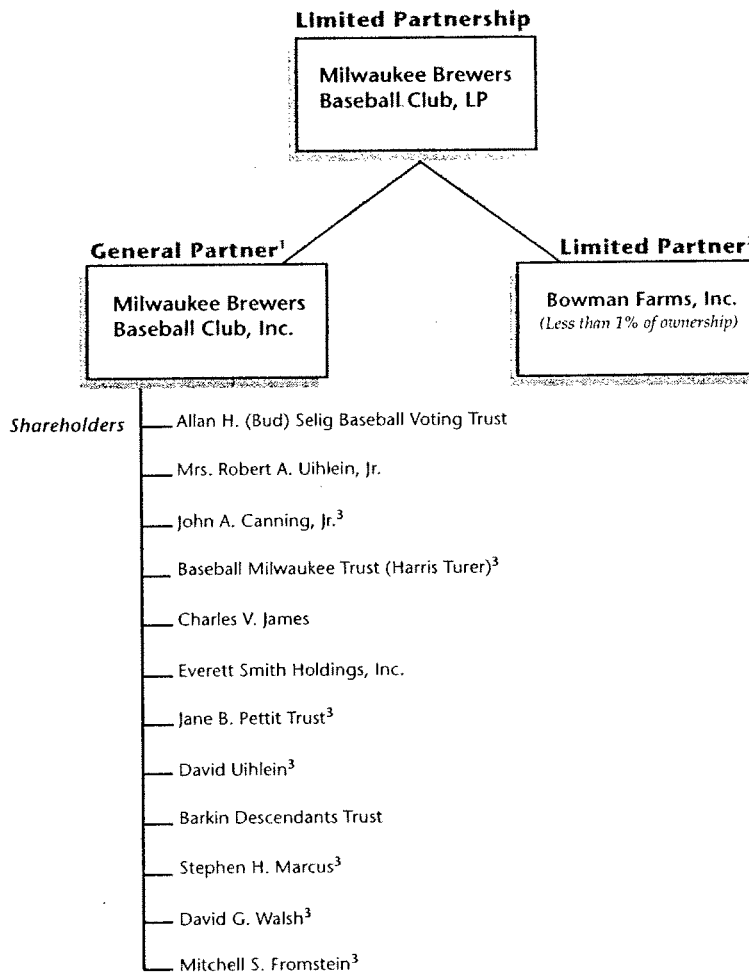 Limited Partnership
Milwaukee Brewers
Baseball Club, LP
General Partner¹
Milwaukee Brewers
Baseball Club, Inc.
Limited Partner
Bowman Farms, Inc.
(Less than 1% of ownership)
Shareholders
Allan H. (Bud) Selig Baseball Voting Trust
Mrs. Robert A. Uihlein, Jr.
John A. Canning, Jr.³
Baseball Milwaukee Trust (Harris Turer)³
Charles V. James
Everett Smith Holdings, Inc.
Jane B. Pettit Trust³
David Uihlein³
Barkin Descendants Trust
Stephen H. Marcus³
David G. Walsh³
Mitchell S. Fromstein³